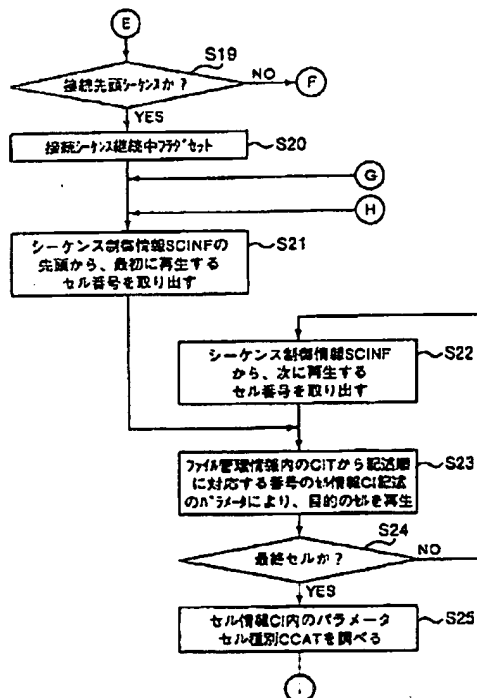 E
S19
接続先頭シーケンスか?
NO
F
YES
接続シーケンス継続中フラグセット
S20
G
H
シーケンス制御情報SCINFの
先頭から、最初に再生する
セル番号を取り出す
S21
シーケンス制御情報SCINF
から、次に再生する
セル番号を取り出す
S22
ファイル管理情報内のCITから記述順
に対応する番号のセル情報CI記述
のパラメータにより、目的のセルを再生
S23
S24
最終セルか?
NO
YES
セル情報CI内のパラメータ
セル種別CCATを調べる
S25